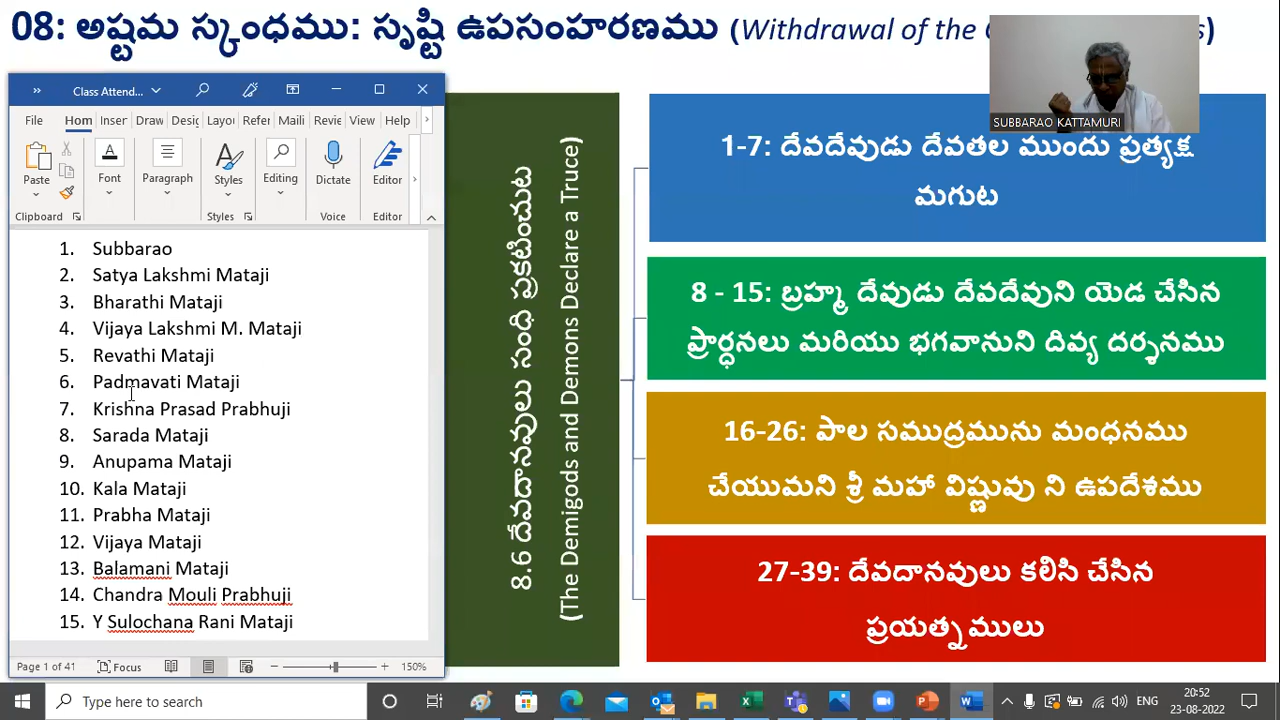 08: అష్టమ స్కంధము: సృష్టి ఉపసంహరణము (Withdrawal of the
SUBBARAO KATTAMURI
Class Attend...
File Hom Inser Draw Desig Layou Refer Maili Review View Help
Paste Font Paragraph Styles Editing Dictate Editor
Clipboard Styles Voice Editor
1. Subbarao
2. Satya Lakshmi Mataji
3. Bharathi Mataji
4. Vijaya Lakshmi M. Mataji
5. Revathi Mataji
6. Padmavati Mataji
7. Krishna Prasad Prabhuji
8. Sarada Mataji
9. Anupama Mataji
10. Kala Mataji
11. Prabha Mataji
12. Vijaya Mataji
13. Balamani Mataji
14. Chandra Mouli Prabhuji
15. Y Sulochana Rani Mataji
Page 1 of 41 Focus 150%
8.6 దేవదానవులు సంధి ప్రకటించుట
(The Demigods and Demons Declare a Truce)
1-7: దేవదేవుడు దేవతల ముందు ప్రత్యక్ష
మగుట
8 - 15: బ్రహ్మ దేవుడు దేవదేవుని యెడ చేసిన
ప్రార్ధనలు మరియు భగవానుని దివ్య దర్శనము
16-26: పాల సముద్రమును మంధనము
చేయుమని శ్రీ మహా విష్ణువు ని ఉపదేశము
27-39: దేవదానవులు కలిసి చేసిన
ప్రయత్నములు
Type here to search
ENG
20:52
23-08-2022